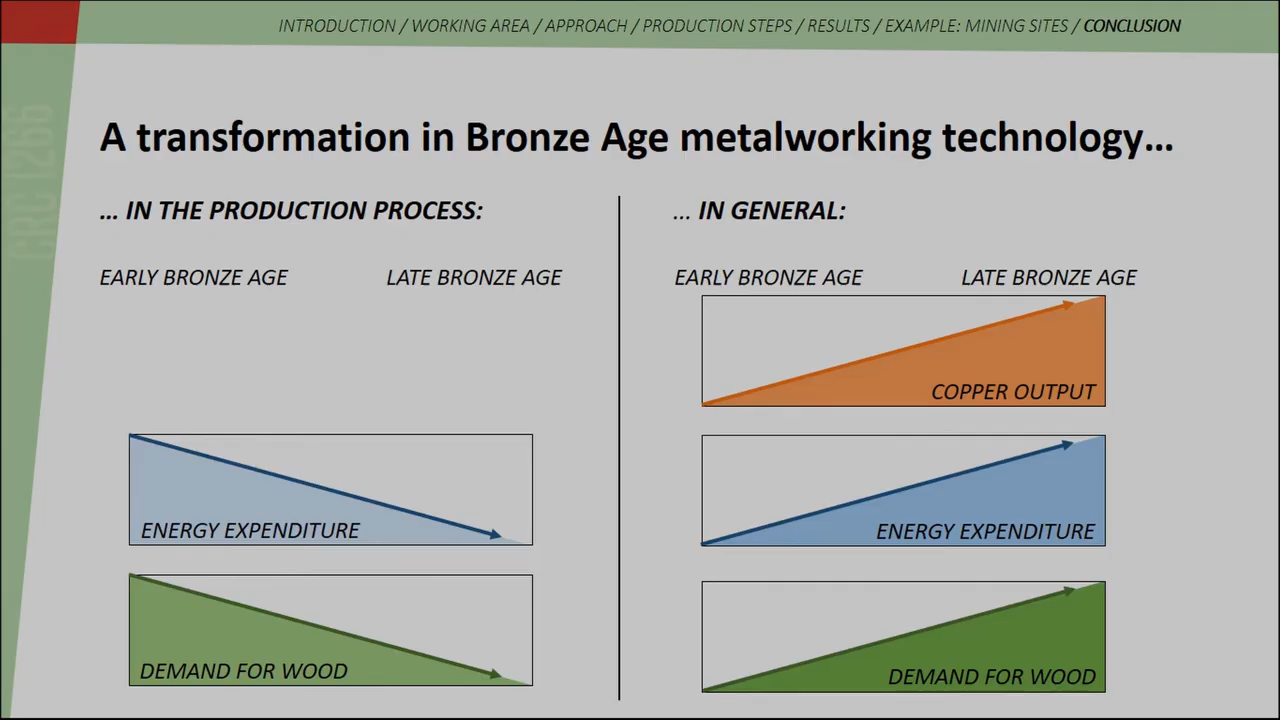 INTRODUCTION / WORKING AREA / APPROACH / PRODUCTION STEPS / RESULTS / EXAMPLE: MINING SITES / CONCLUSION
CRC 1266
A transformation in Bronze Age metalworking technology...
... IN THE PRODUCTION PROCESS:
EARLY BRONZE AGE
LATE BRONZE AGE
ENERGY EXPENDITURE
DEMAND FOR WOOD
... IN GENERAL:
EARLY BRONZE AGE
LATE BRONZE AGE
COPPER OUTPUT
ENERGY EXPENDITURE
DEMAND FOR WOOD